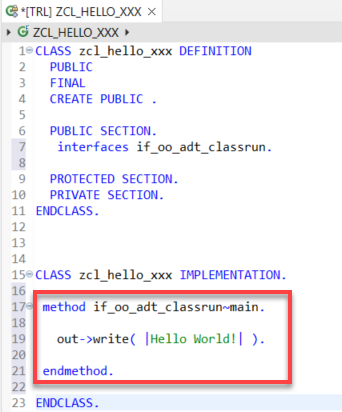 *[TRL] ZCL_HELLO_XXX
ZCL_HELLO_XXX
1 CLASS zcl_hello_xxx DEFINITION
2 PUBLIC
3 FINAL
4 CREATE PUBLIC .
5
6 PUBLIC SECTION.
7 interfaces if_oo_adt_classrun.
8
9 PROTECTED SECTION.
10 PRIVATE SECTION.
11 ENDCLASS.
12
13
14
15 CLASS zcl_hello_xxx IMPLEMENTATION.
16
17 method if_oo_adt_classrun~main.
18
19 out->write( |Hello World!| ).
20
21 endmethod.
22
23 ENDCLASS.